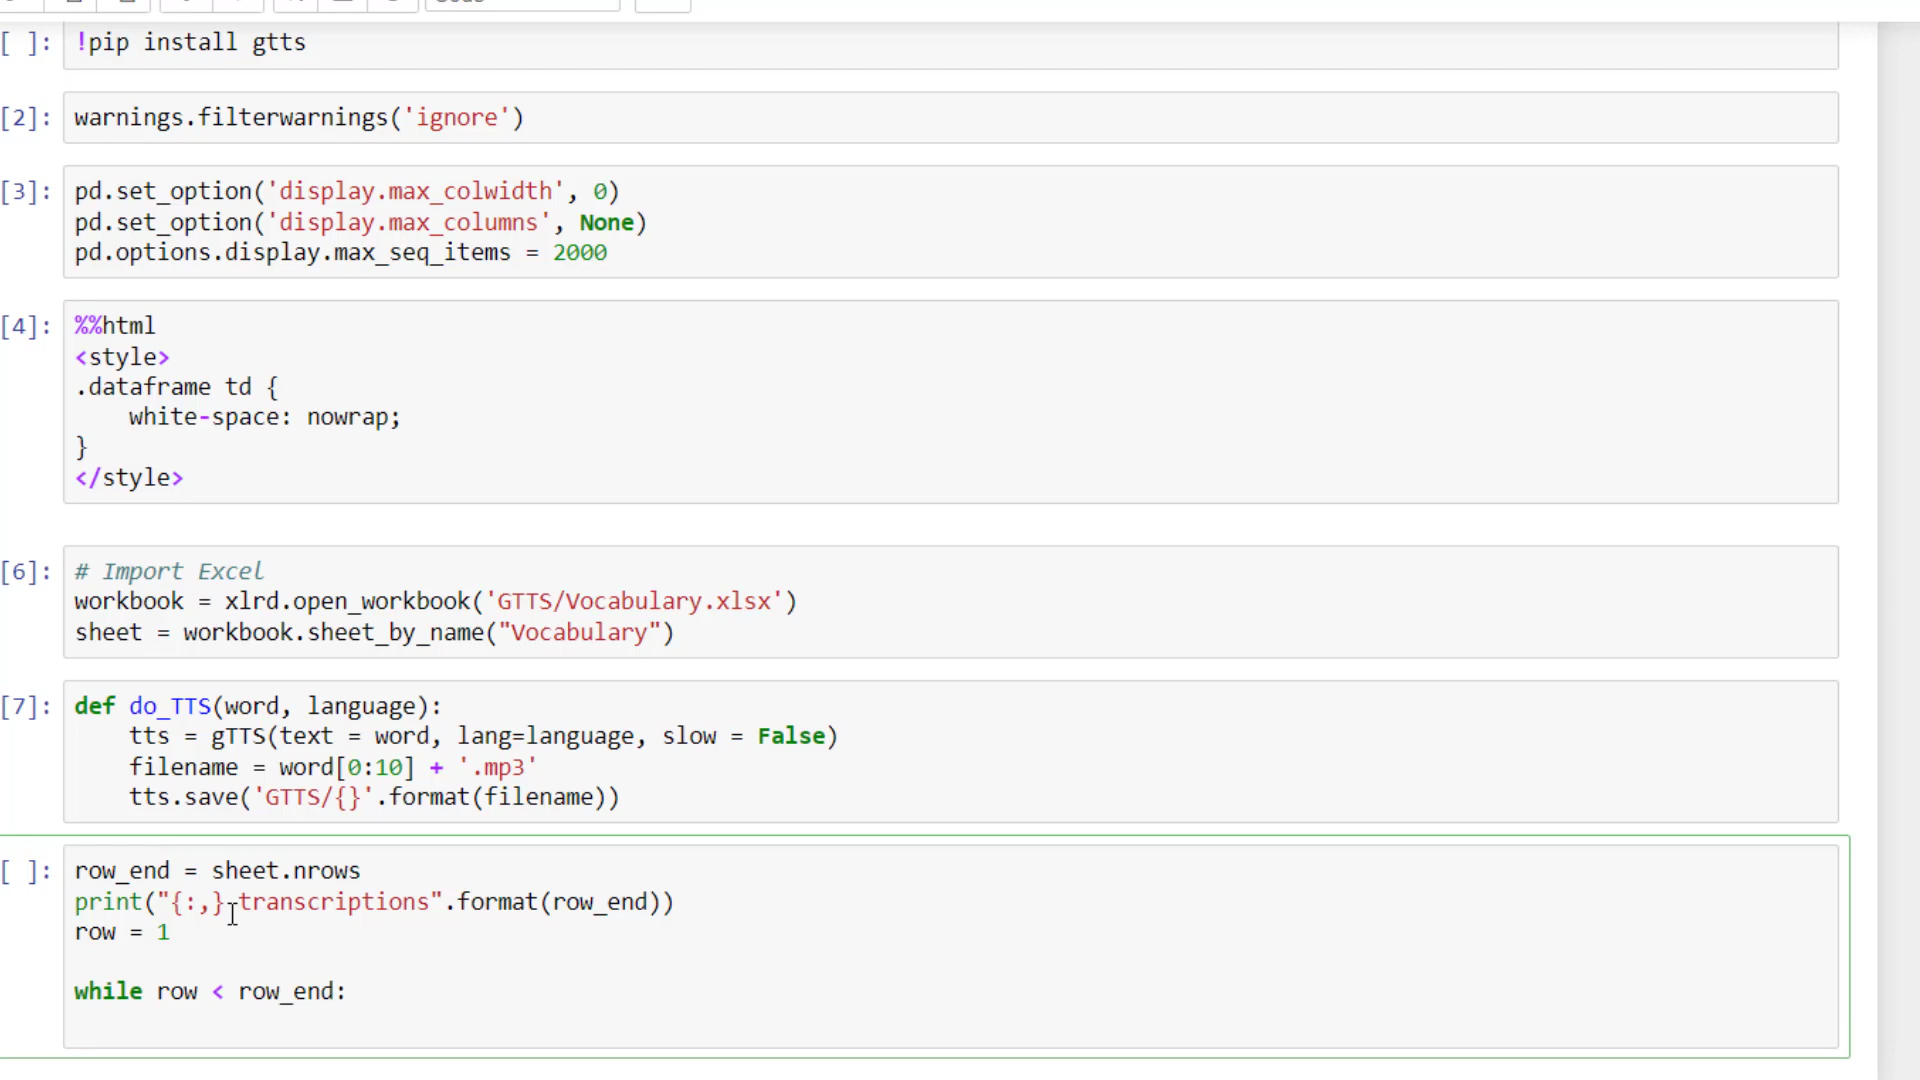 [ ]: !pip install gtts
[2]: warnings.filterwarnings('ignore')
[3]: pd.set_option('display.max_colwidth', 0)
pd.set_option('display.max_columns', None)
pd.options.display.max_seq_items = 2000
[4]: %%html
<style>
.dataframe td {
    white-space: nowrap;
}
</style>
[6]: # Import Excel
workbook = xlrd.open_workbook('GTTS/Vocabulary.xlsx')
sheet = workbook.sheet_by_name("Vocabulary")
[7]: def do_TTS(word, language):
    tts = gTTS(text = word, lang=language, slow = False)
    filename = word[0:10] + '.mp3'
    tts.save('GTTS/{}'.format(filename))
[ ]: row_end = sheet.nrows
print("{:,} transcriptions".format(row_end))
row = 1
while row < row_end: